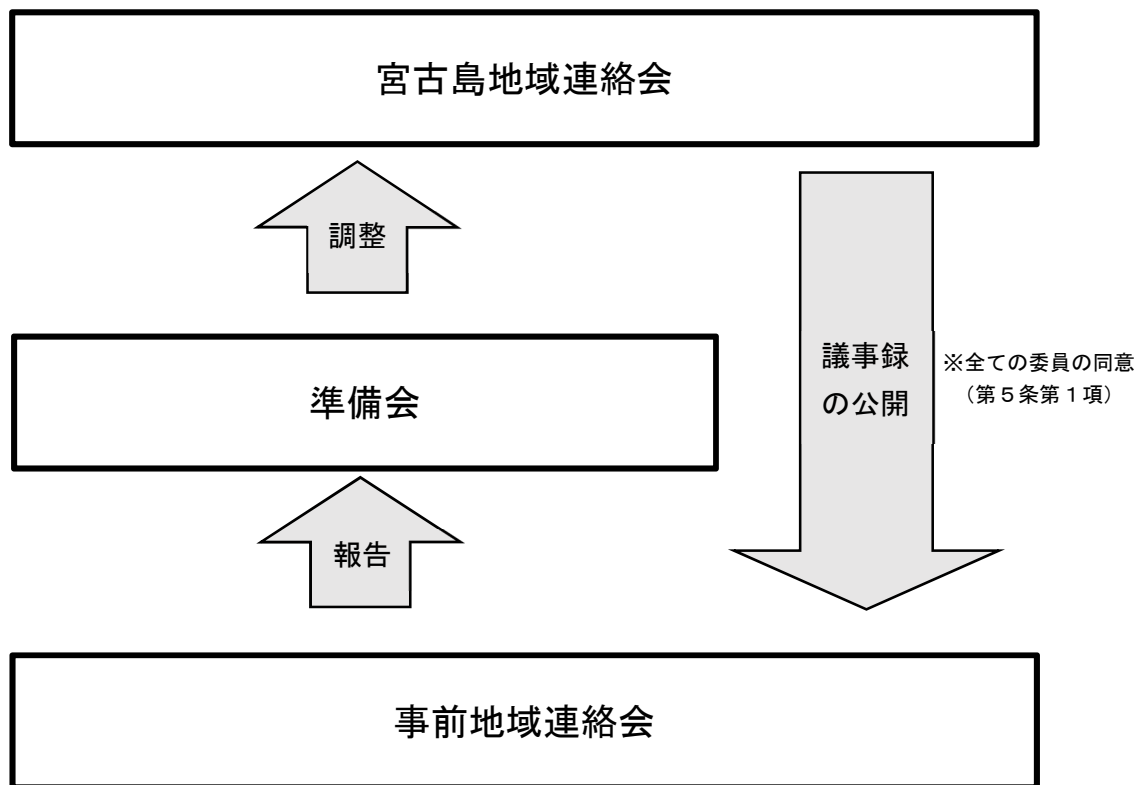 宮古島地域連絡会
調整
議事録
の公開
※全ての委員の同意
（第５条第１項）
準備会
報告
事前地域連絡会